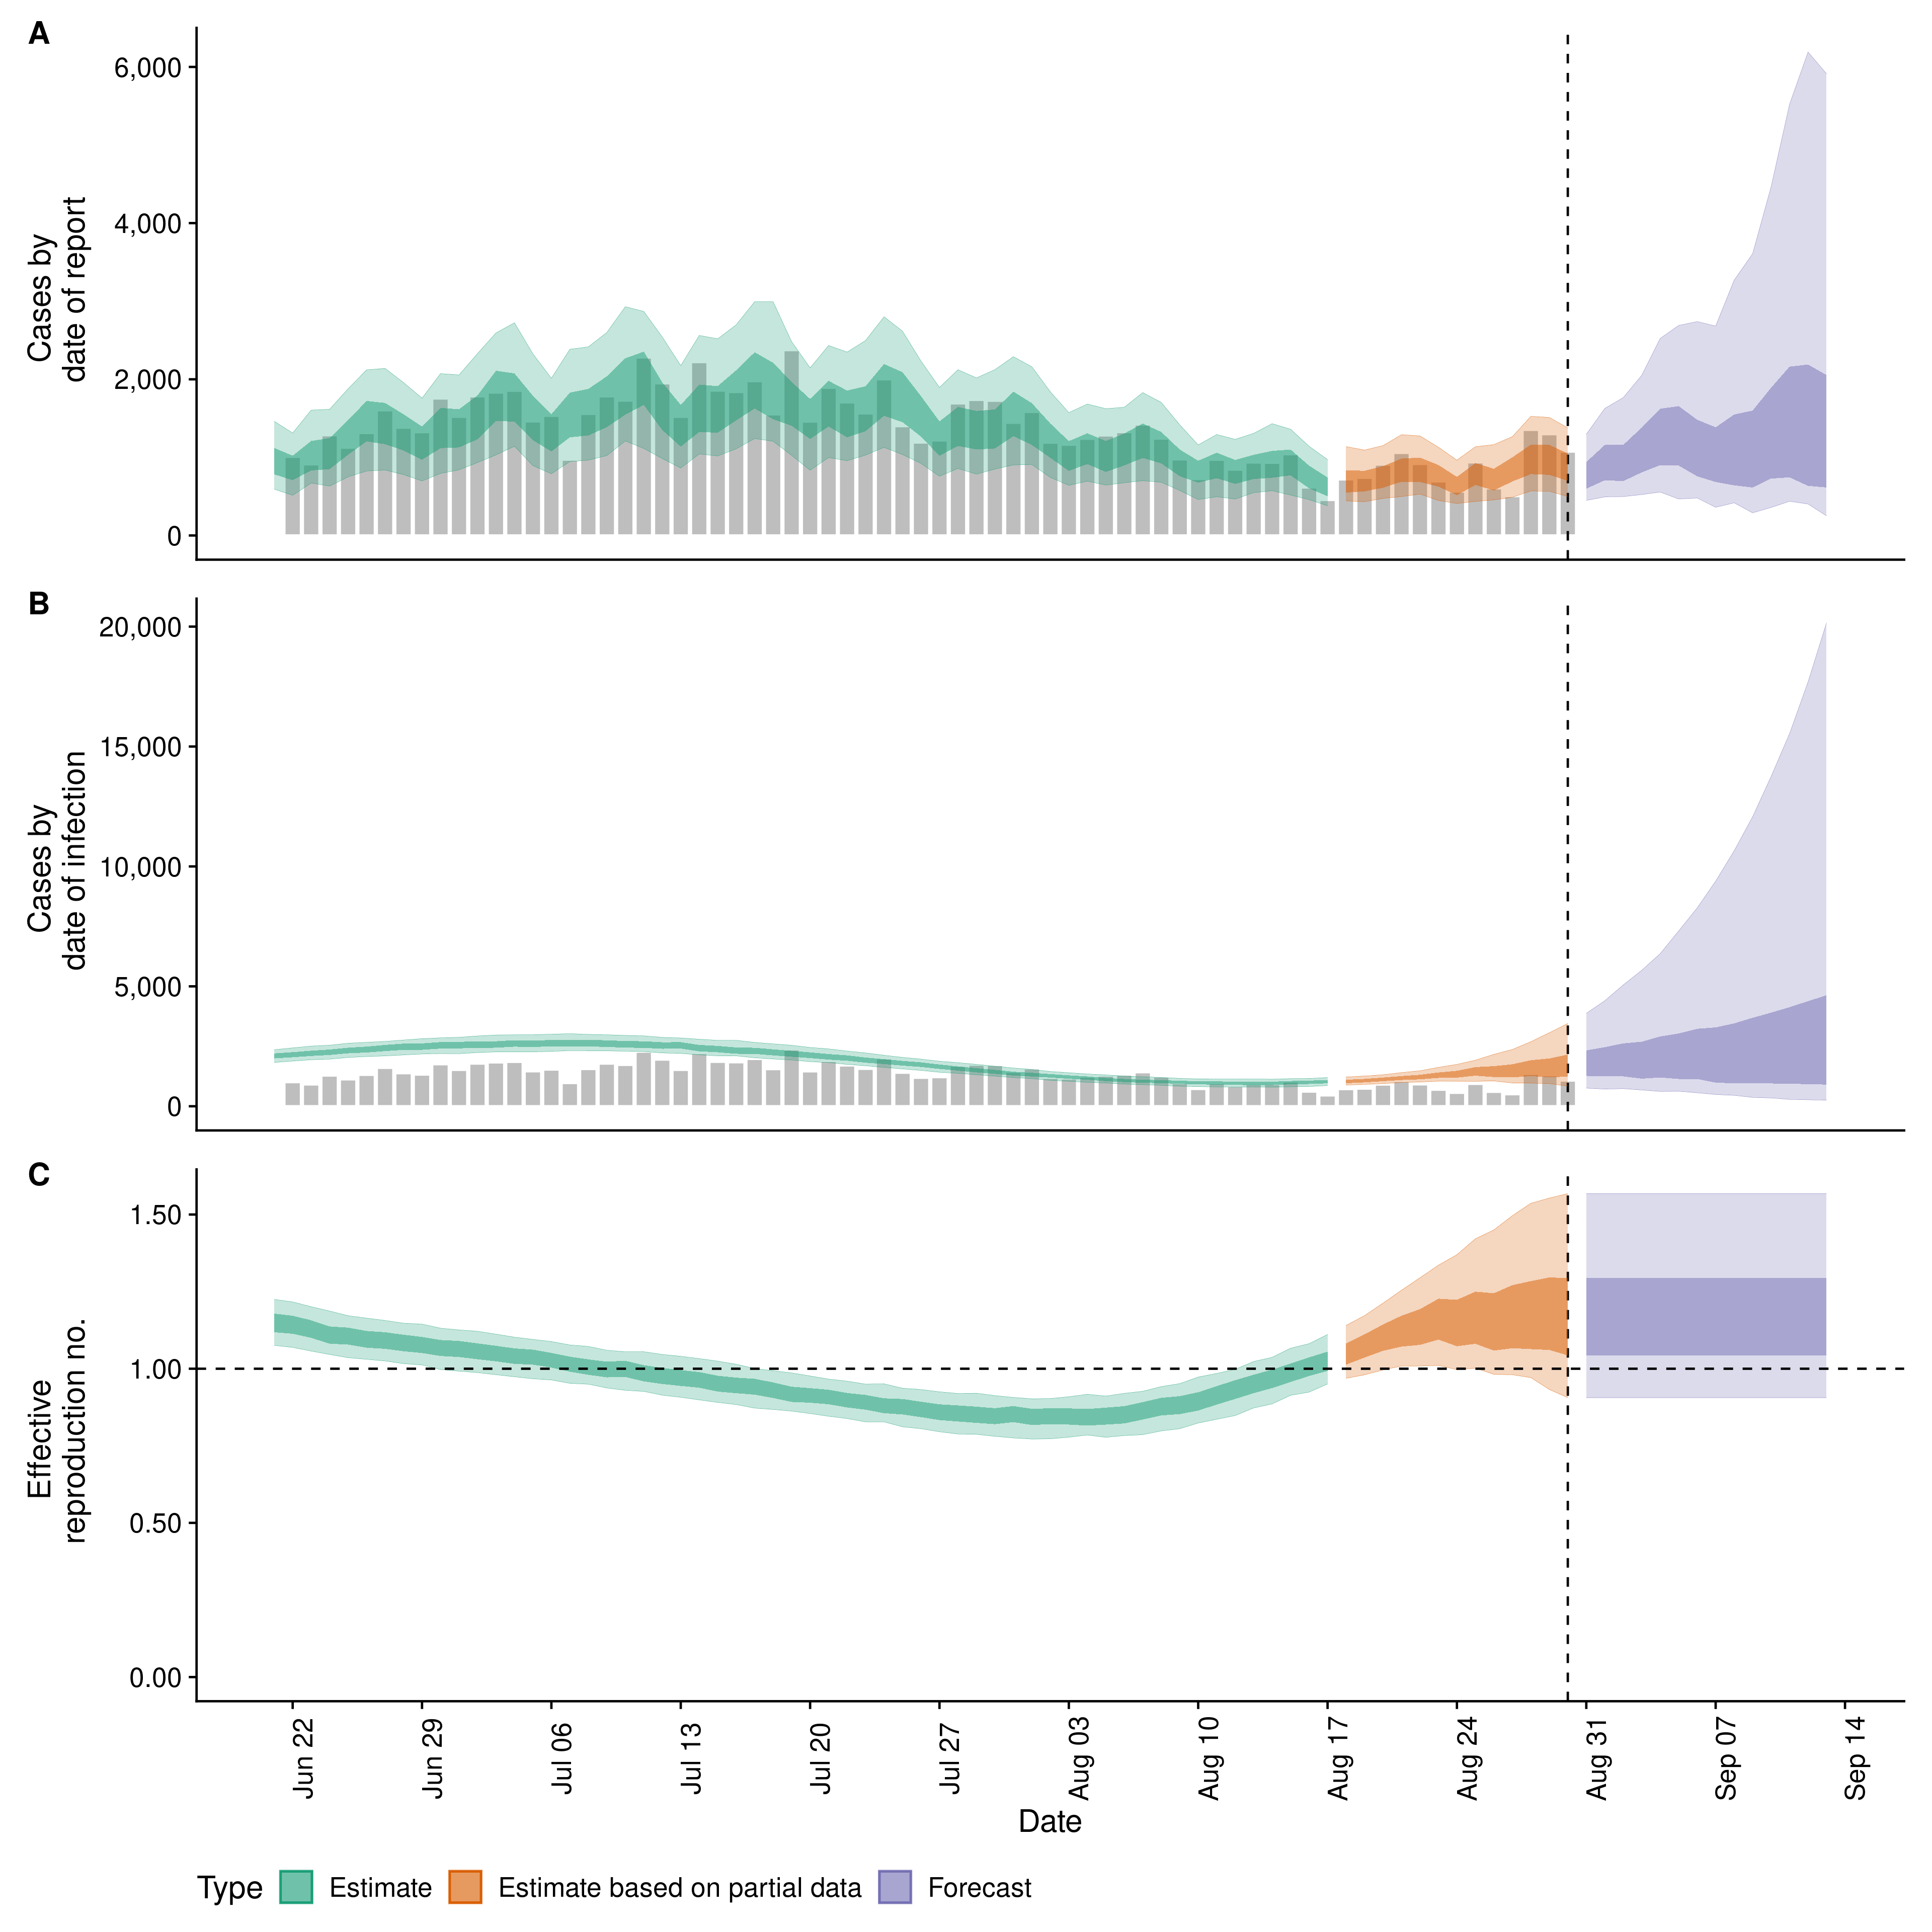 A
6,000
4,000
2,000
0
Cases by
date of report
B
20,000
15,000
10,000
5,000
0
Cases by
date of infection
C
1.50
1.00
0.50
0.00
Effective
reproduction no.
Jun 22
Jun 29
Jul 06
Jul 13
Jul 20
Jul 27
Aug 03
Aug 10
Aug 17
Aug 24
Aug 31
Sep 07
Sep 14
Date
Type
Estimate
Estimate based on partial data
Forecast